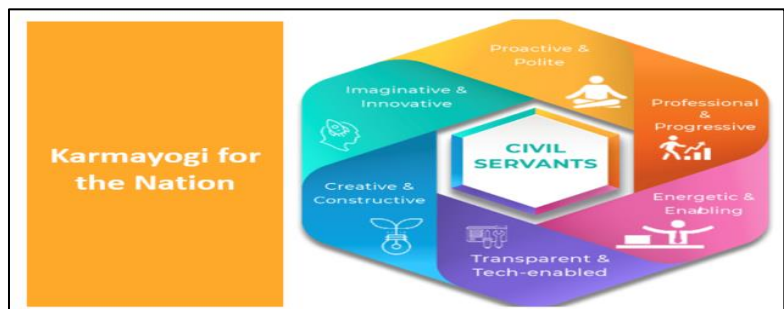 Karmayogi for
the Nation
Proactive &
Polite
Imaginative &
Innovative
Professional
&
Progressive
CIVIL
SERVANTS
Creative &
Constructive
Energetic &
Enabling
Transparent &
Tech-enabled